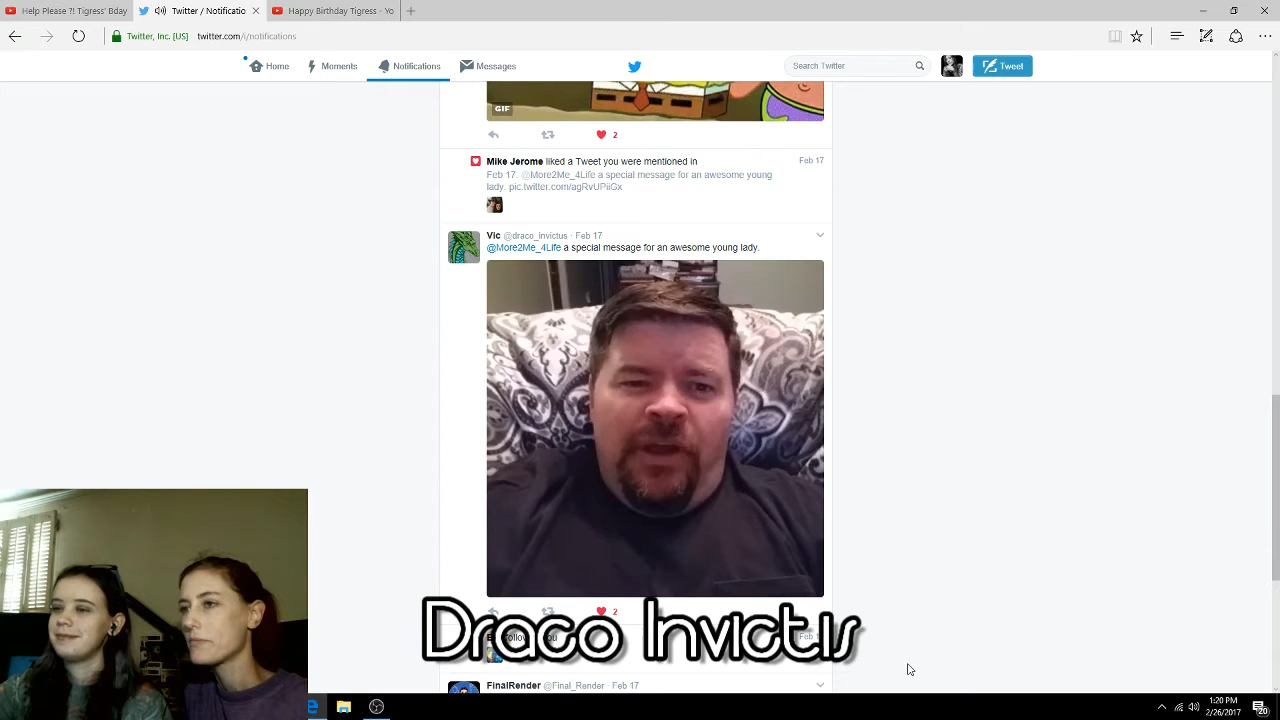 Help Please ?! Tigress' Bday
Twitter / Notificatio
Happy Birthday Tigress - Yo
Twitter, Inc. [US]
twitter.com/i/notifications
Home
Moments
Notifications
Messages
Search Twitter
Tweet
GIF
2
Mike Jerome liked a Tweet you were mentioned in
Feb 17
Feb 17. @More2Me_4Life a special message for an awesome young
lady. pic.twitter.com/agRvUPiiGx
Vic @draco_invictus · Feb 17
@More2Me_4Life a special message for an awesome young lady.
2
Draco Invictis
FinalRender @Final_Render · Feb 17
1:20 PM
2/26/2017
20